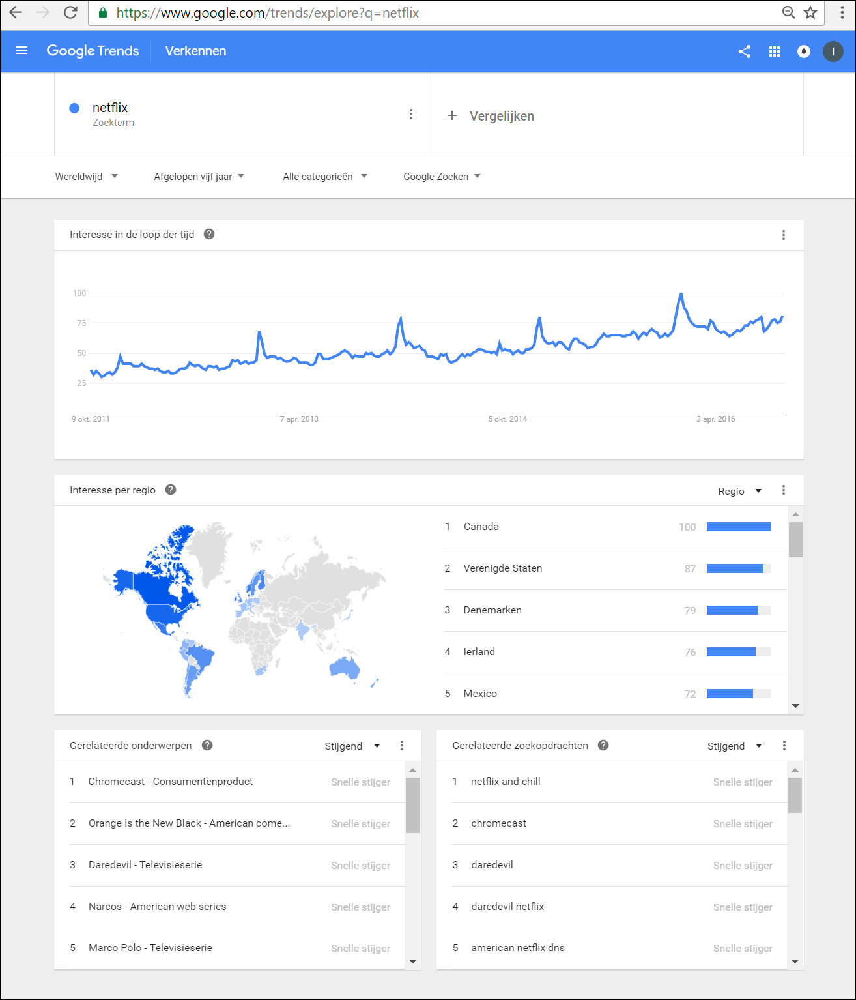 https://www.google.com/trends/explore?q=netflix
Google Trends
Verkennen
I
netflix
Zoekterm
+ Vergelijken
Wereldwijd
Afgelopen vijf jaar
Alle categorieën
Google Zoeken
Interesse in de loop der tijd ?
100
75
50
25
9 okt. 2011
7 apr. 2013
5 okt. 2014
3 apr. 2016
Interesse per regio ?
Regio
1 Canada 100
2 Verenigde Staten 87
3 Denemarken 79
4 Ierland 76
5 Mexico 72
Gerelateerde onderwerpen ?
Stijgend
1 Chromecast - Consumentenproduct Snelle stijger
2 Orange Is the New Black - American come... Snelle stijger
3 Daredevil - Televisieserie Snelle stijger
4 Narcos - American web series Snelle stijger
5 Marco Polo - Televisieserie Snelle stijger
Gerelateerde zoekopdrachten ?
Stijgend
1 netflix and chill Snelle stijger
2 chromecast Snelle stijger
3 daredevil Snelle stijger
4 daredevil netflix Snelle stijger
5 american netflix dns Snelle stijger